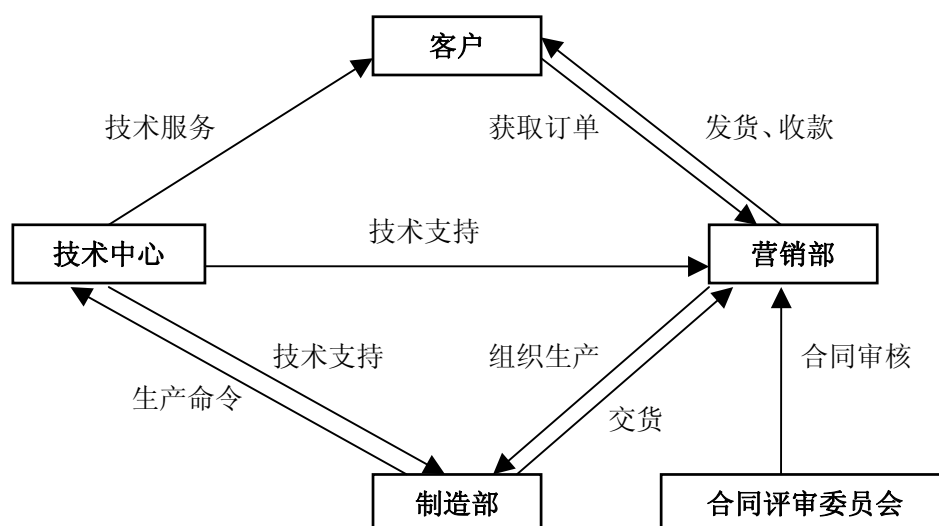 客户
技术服务
获取订单
发货、收款
技术支持
技术中心
营销部
技术支持
组织生产
合同审核
生产命令
交货
制造部
合同评审委员会